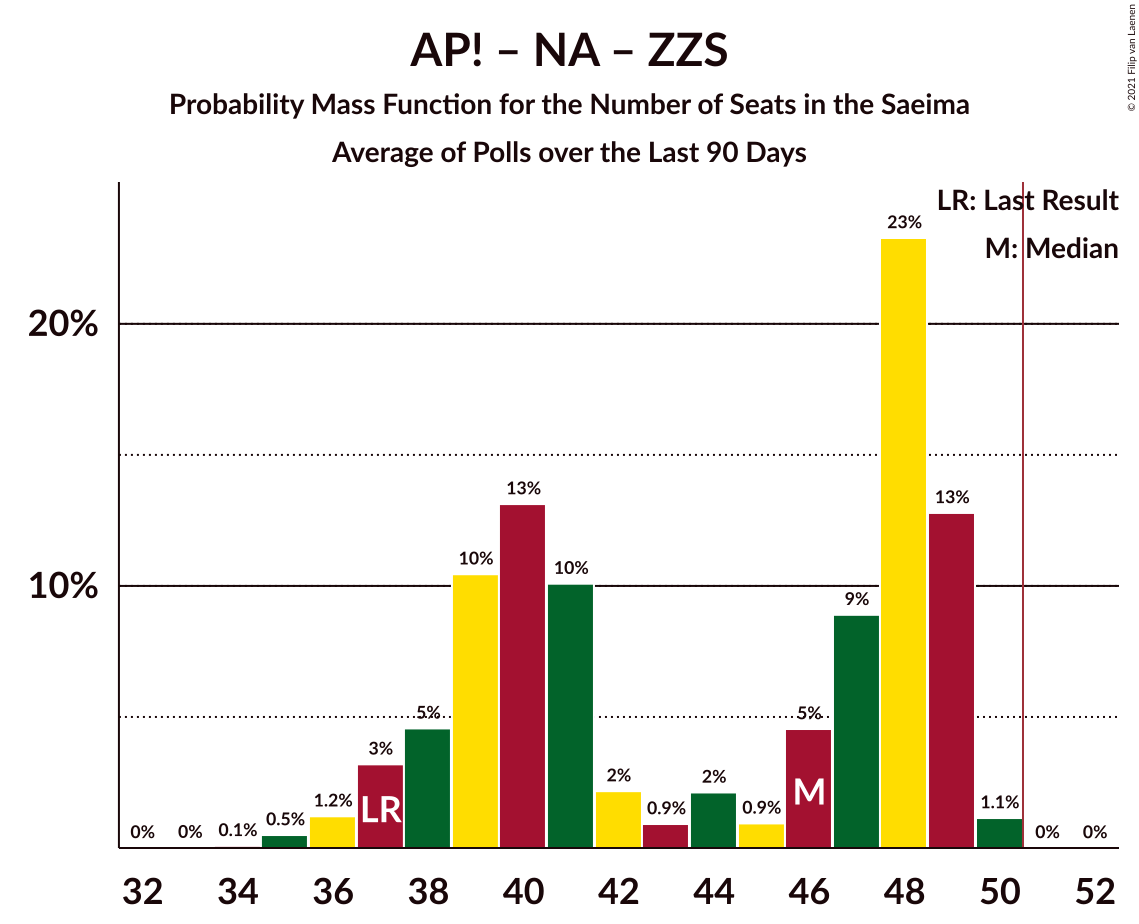 AP! – NA – ZZS
Probability Mass Function for the Number of Seats in the Saeima
Average of Polls over the Last 90 Days
© 2021 Filip van Laenen
LR: Last Result
M: Median
20%
10%
0%
0%
0.1%
0.5%
1.2%
3%
5%
10%
13%
10%
2%
0.9%
2%
0.9%
5%
9%
23%
13%
1.1%
0%
0%
LR
M
32 34 36 38 40 42 44 46 48 50 52